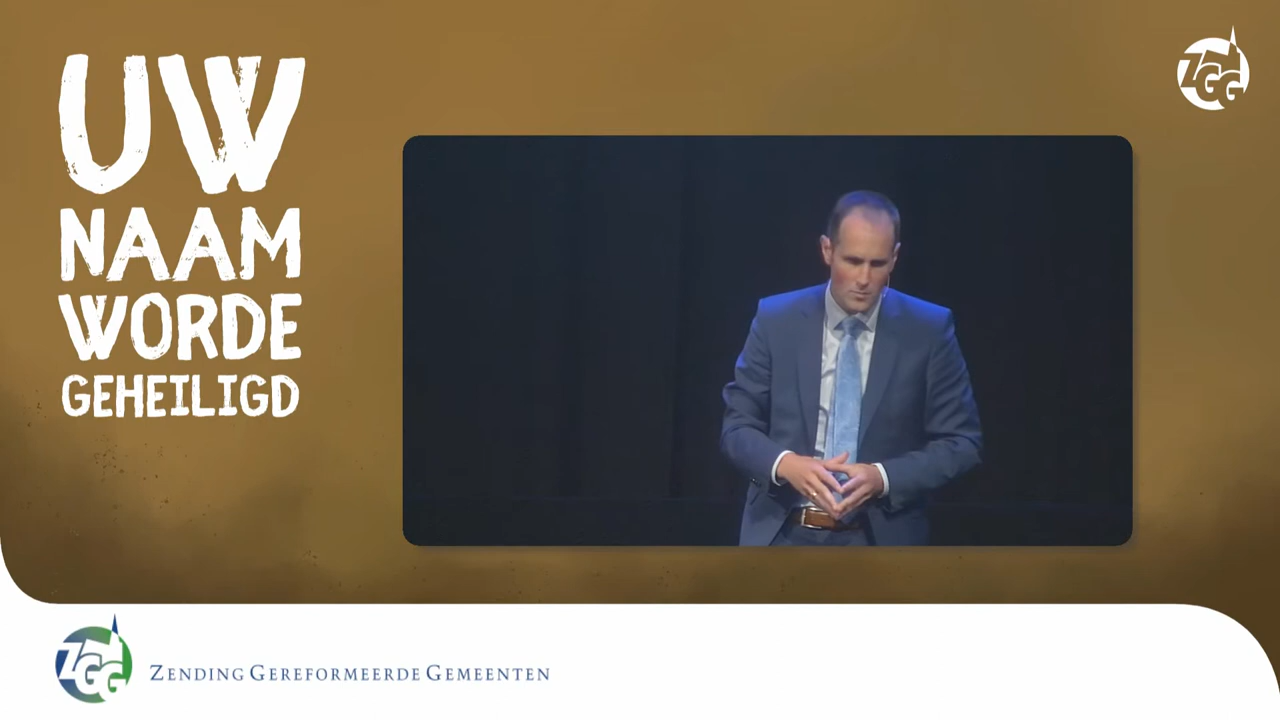 UW
NAAM
WORDE
GEHEILIGD
ZGG
ZGG
ZENDING GEREFORMEERDE GEMEENTEN